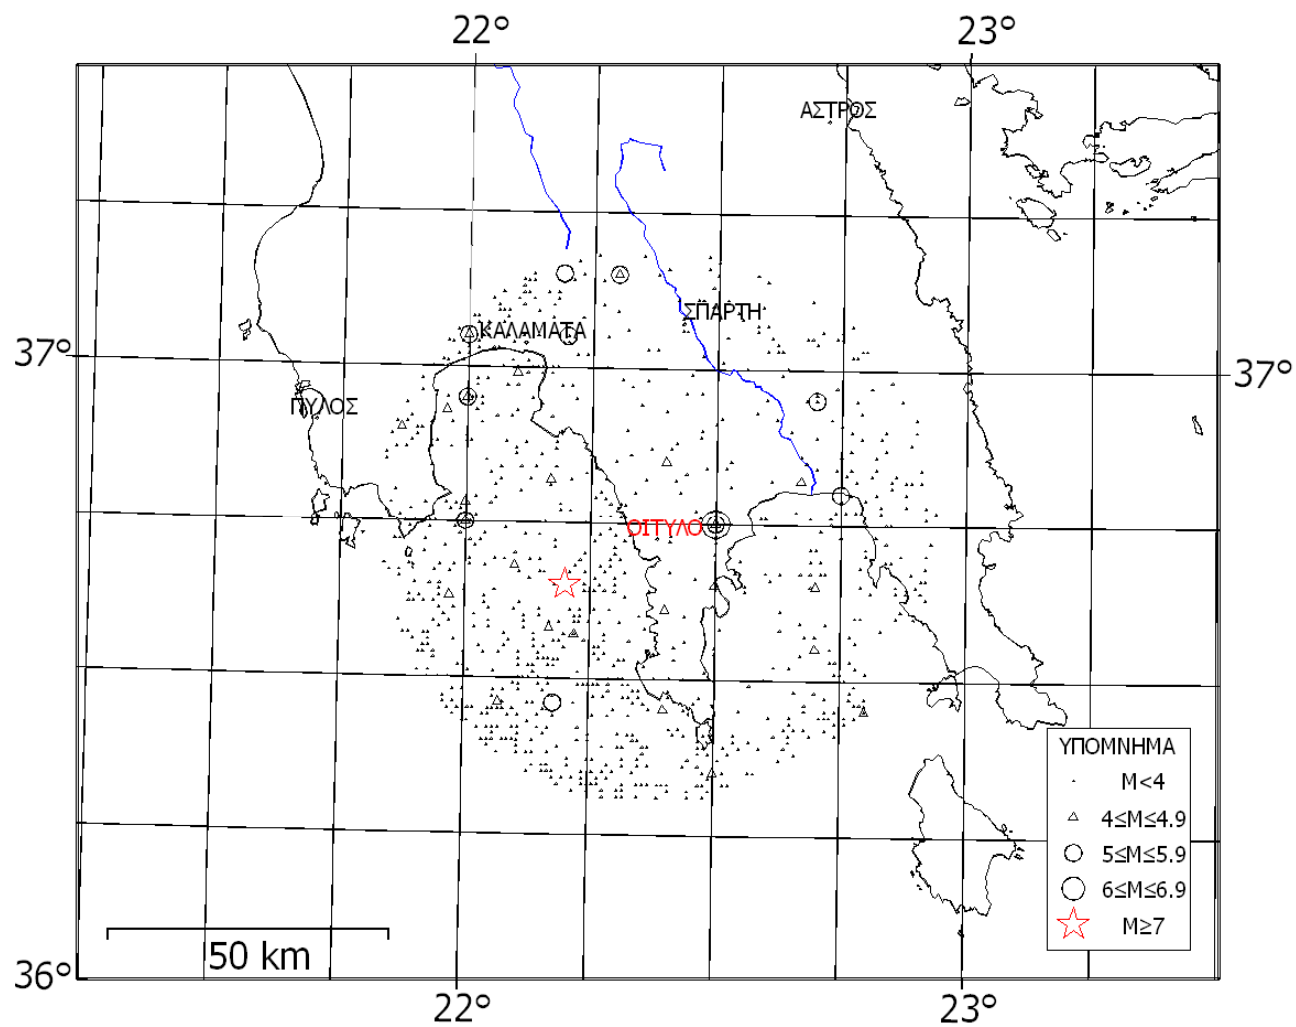 22° 23°
ΑΣΤΡΟΣ
ΣΠΑΡΤΗ
ΚΑΛΑΜΑΤΑ
37° 37°
ΠΥΛΟΣ
ΟΙΤΥΛΟ
ΥΠΟΜΝΗΜΑ
M<4
4≤M≤4.9
5≤M≤5.9
6≤M≤6.9
M≥7
50 km
36°
22° 23°